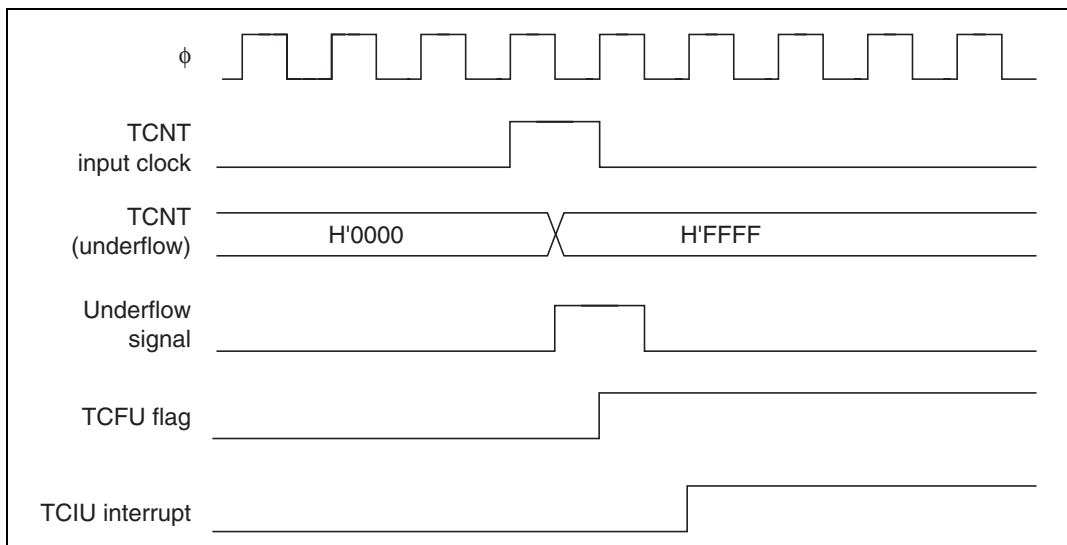 ϕ
TCNT
input clock
TCNT
(underflow)
H'0000
H'FFFF
Underflow
signal
TCFU flag
TCIU interrupt